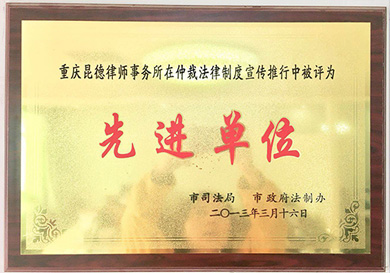 重庆昆德律师事务所在仲裁法律制度宣传推行中被评为
先进单位
市司法局 市政府法制办
二〇一三年三月十六日